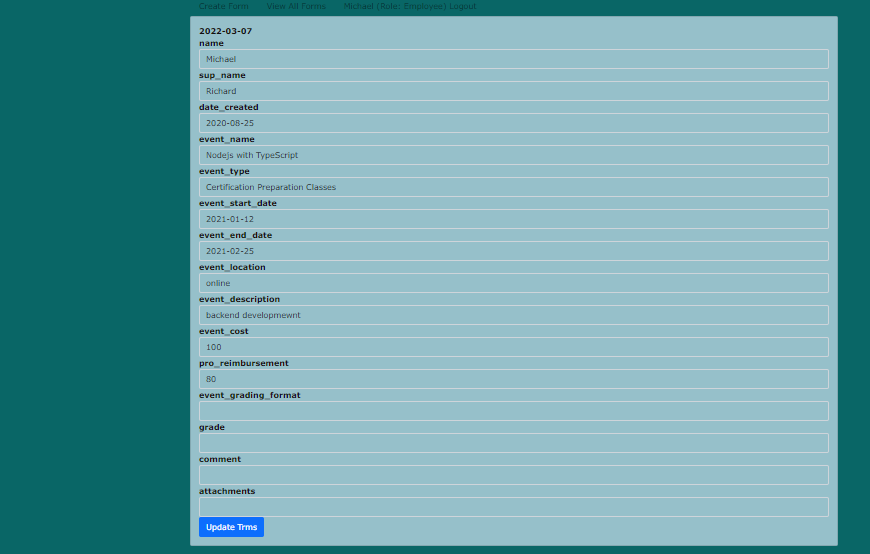 Create Form View All Forms Michael (Role: Employee) Logout
2022-03-07
name
Michael
sup_name
Richard
date_created
2020-08-25
event_name
Nodejs with TypeScript
event_type
Certification Preparation Classes
event_start_date
2021-01-12
event_end_date
2021-02-25
event_location
online
event_description
backend developmewnt
event_cost
100
pro_reimbursement
80
event_grading_format
grade
comment
attachments
Update Trms